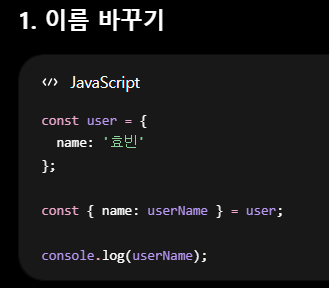 1. 이름 바꾸기
</> JavaScript
const user = {
  name: '효빈'
};

const { name: userName } = user;

console.log(userName);